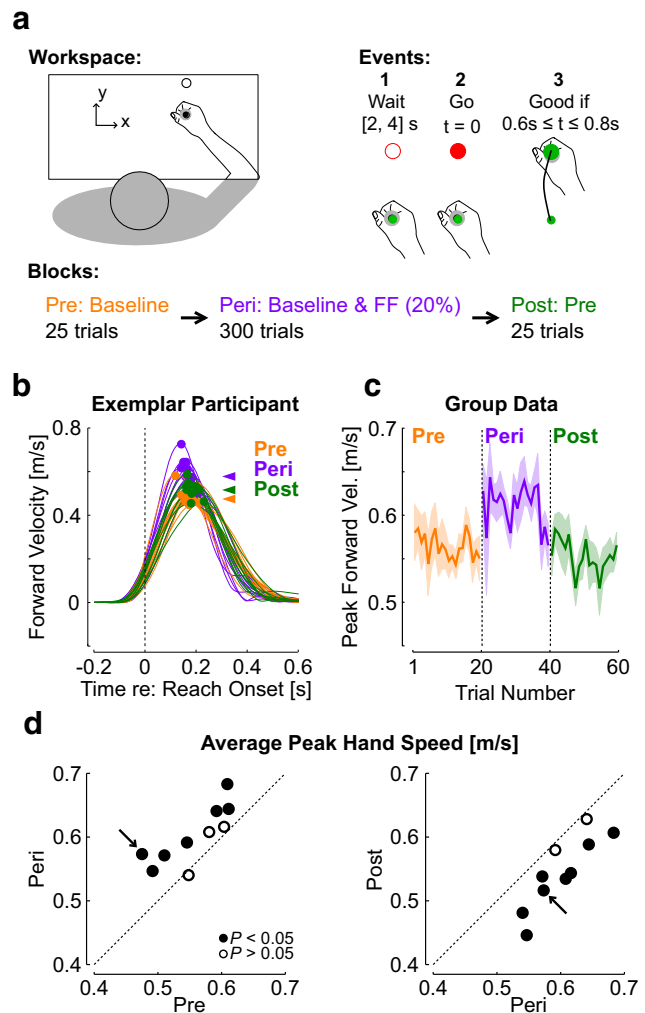 a
Workspace:
y
x
Events:
1
2
3
Wait
Go
Good if
[2, 4] s
t = 0
0.6s ≤ t ≤ 0.8s
Blocks:
Pre: Baseline
25 trials
Peri: Baseline & FF (20%)
300 trials
Post: Pre
25 trials
b
Exemplar Participant
Forward Velocity [m/s]
0.8
0.4
0
Pre
Peri
Post
-0.2
0
0.2
0.4
0.6
Time re: Reach Onset [s]
c
Group Data
Peak Forward Vel. [m/s]
0.7
0.6
0.5
Pre
Peri
Post
1
20
40
60
Trial Number
d
Average Peak Hand Speed [m/s]
Peri
0.7
0.6
0.5
0.4
P < 0.05
P > 0.05
0.4
0.5
0.6
0.7
Pre
Post
0.7
0.6
0.5
0.4
0.4
0.5
0.6
0.7
Peri